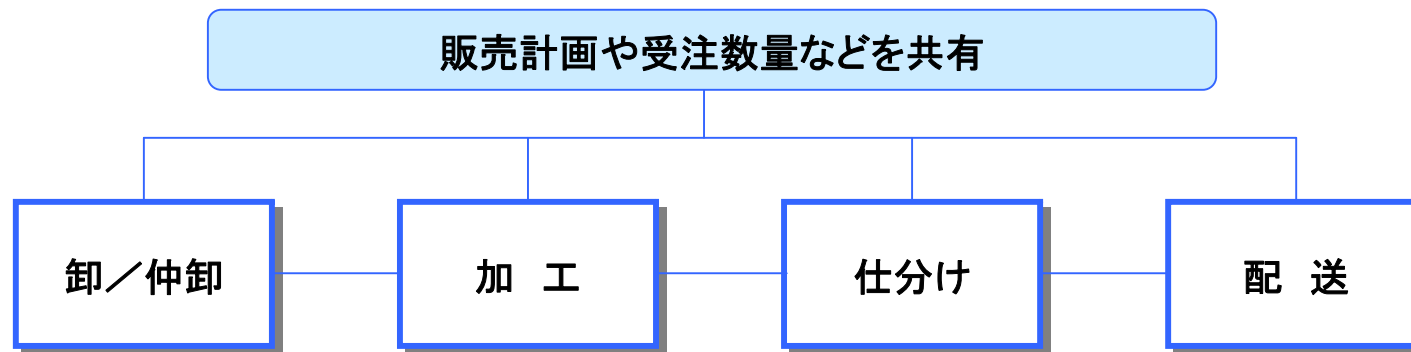 販売計画や受注数量などを共有
卸／仲卸
加　工
仕分け
配　送